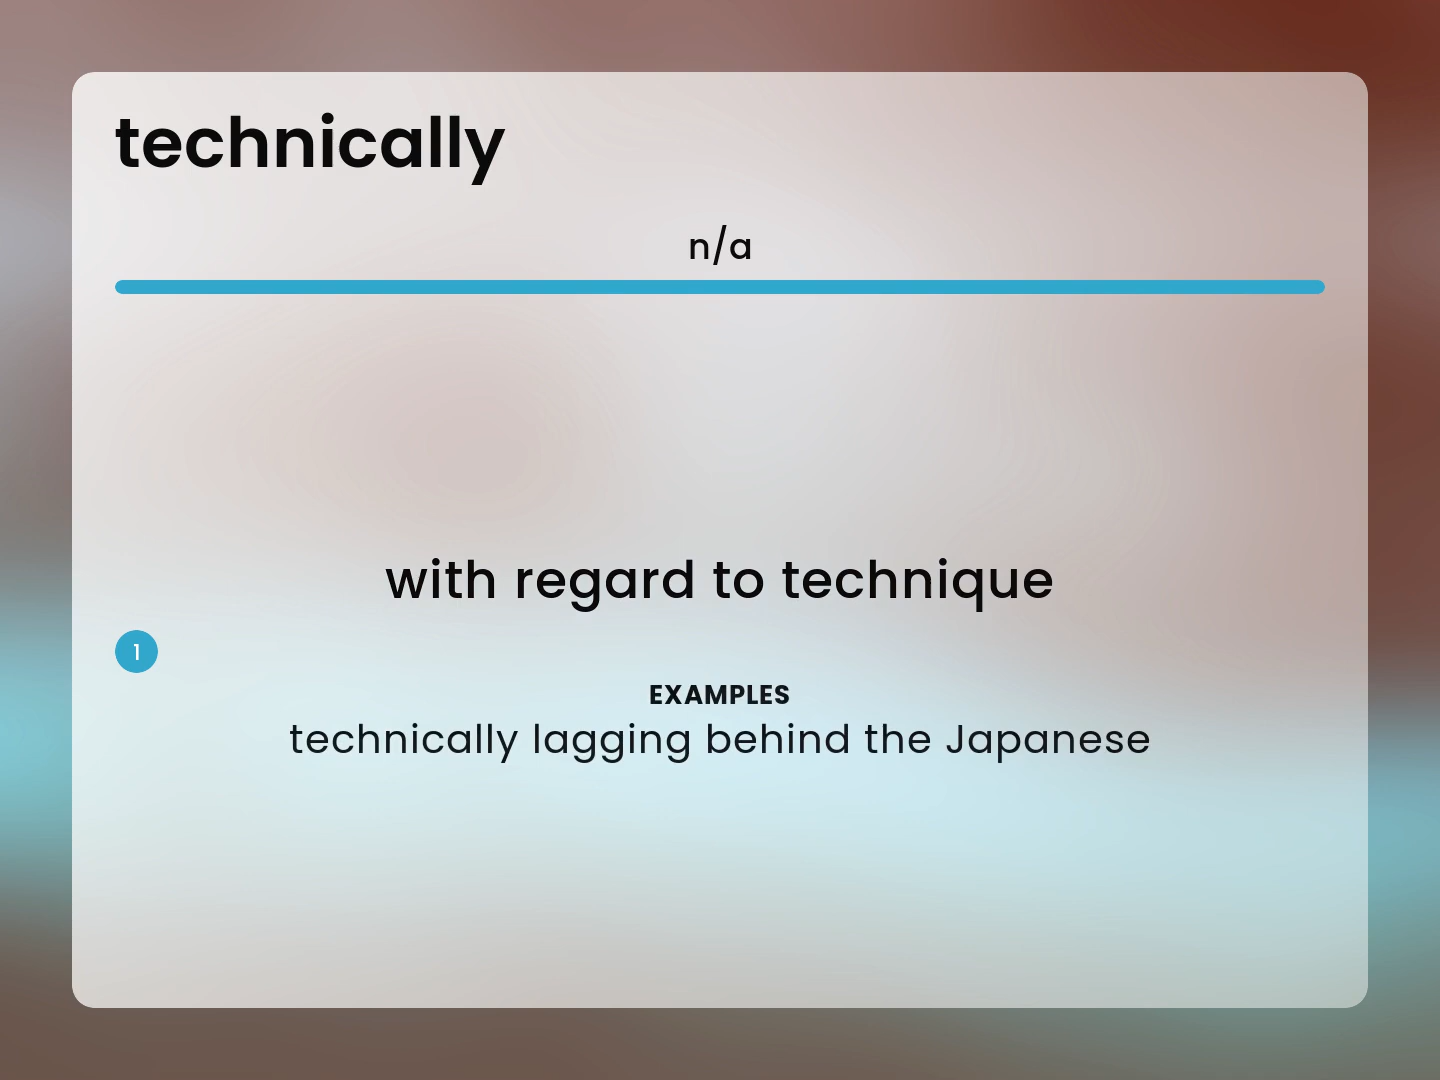 technically
n/a
with regard to technique
1
EXAMPLES
technically lagging behind the Japanese